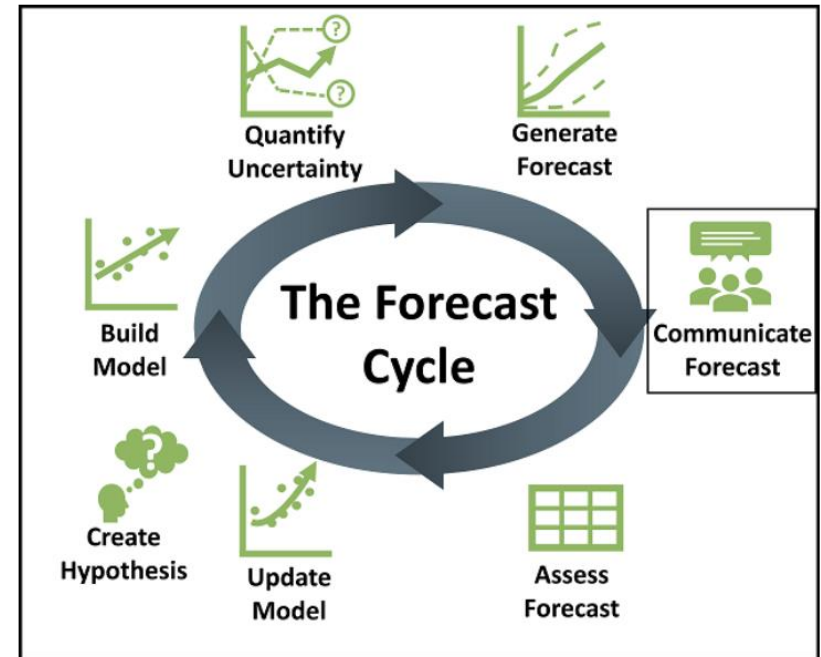 ?
?
Quantify
Uncertainty
Generate
Forecast
Build
Model
The Forecast
Cycle
Communicate
Forecast
?
Create
Hypothesis
Update
Model
Assess
Forecast